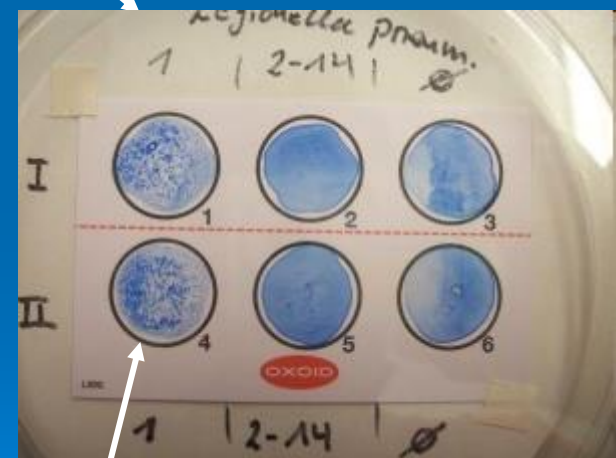 Legionella pneum.
1 | 2-14 | Ø
I
1 2 3
II
4 5 6
OXOID
1 | 2-14 | Ø